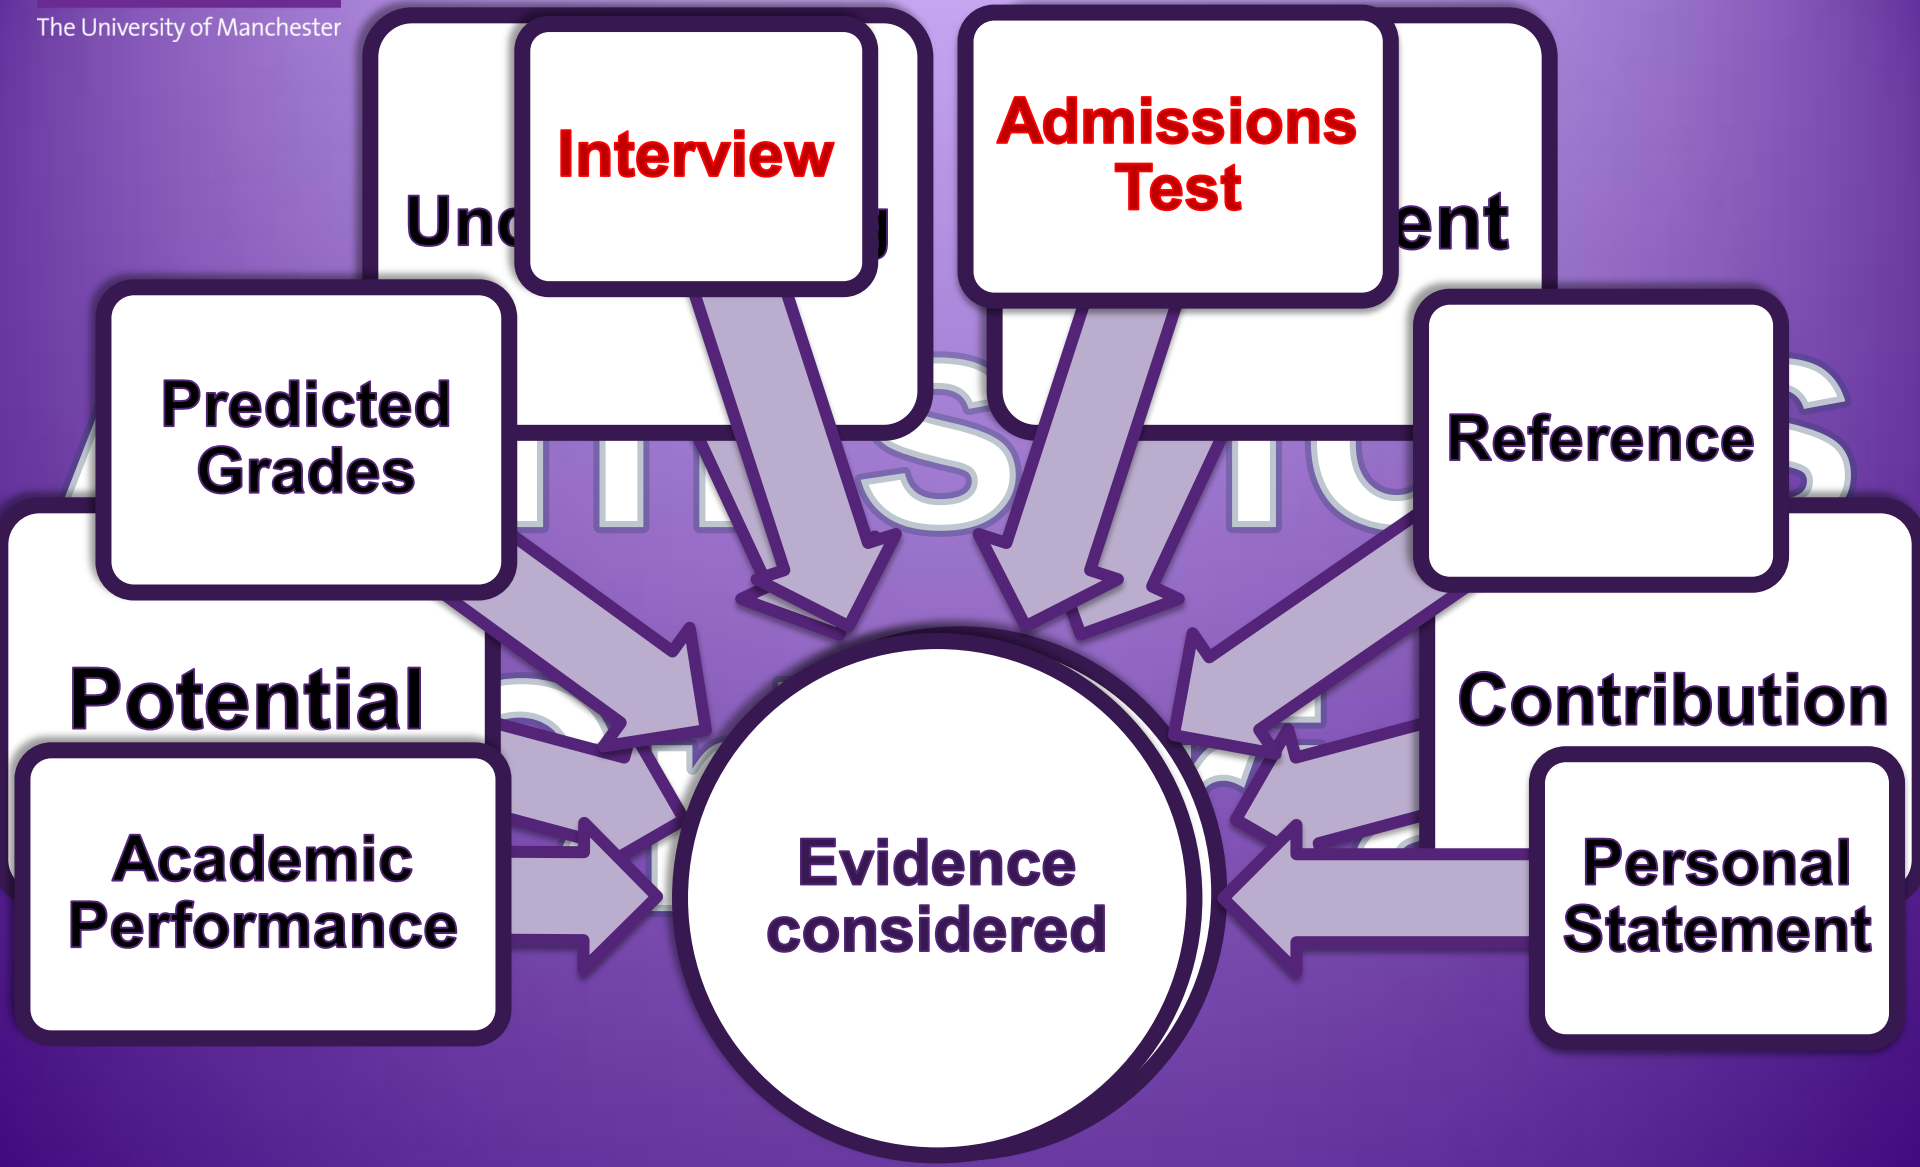 The University of Manchester
Interview
Admissions
Test
Predicted
Grades
Reference
Potential
Contribution
Academic
Performance
Evidence
considered
Personal
Statement